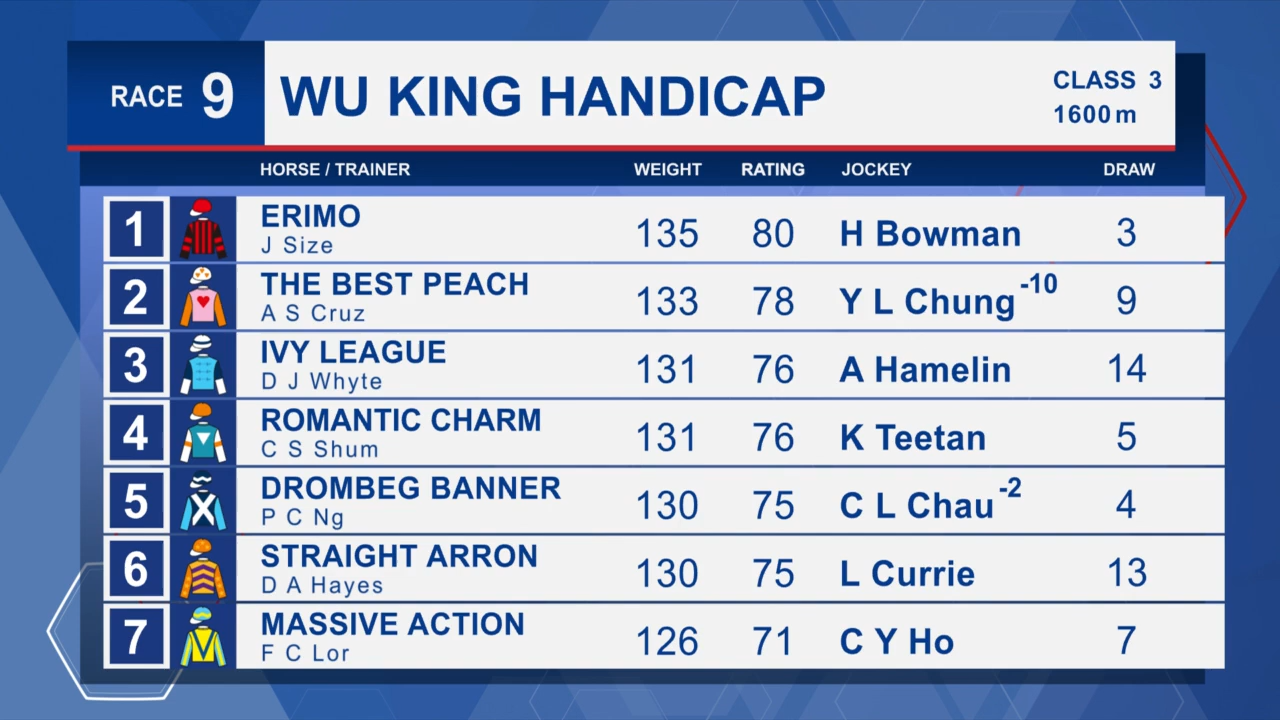 RACE 9 WU KING HANDICAP CLASS 3
1600m
HORSE / TRAINER WEIGHT RATING JOCKEY DRAW
1 ERIMO 135 80 H Bowman 3
J Size
2 THE BEST PEACH 133 78 Y L Chung -10 9
A S Cruz
3 IVY LEAGUE 131 76 A Hamelin 14
D J Whyte
4 ROMANTIC CHARM 131 76 K Teetan 5
C S Shum
5 DROMBEG BANNER 130 75 C L Chau -2 4
P C Ng
6 STRAIGHT ARRON 130 75 L Currie 13
D A Hayes
7 MASSIVE ACTION 126 71 C Y Ho 7
F C Lor